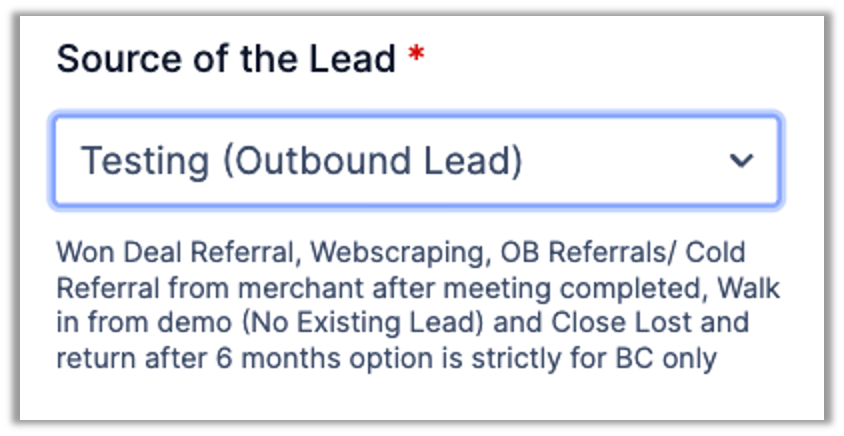 Source of the Lead *
Testing (Outbound Lead)
Won Deal Referral, Webscraping, OB Referrals/ Cold
Referral from merchant after meeting completed, Walk
in from demo (No Existing Lead) and Close Lost and
return after 6 months option is strictly for BC only